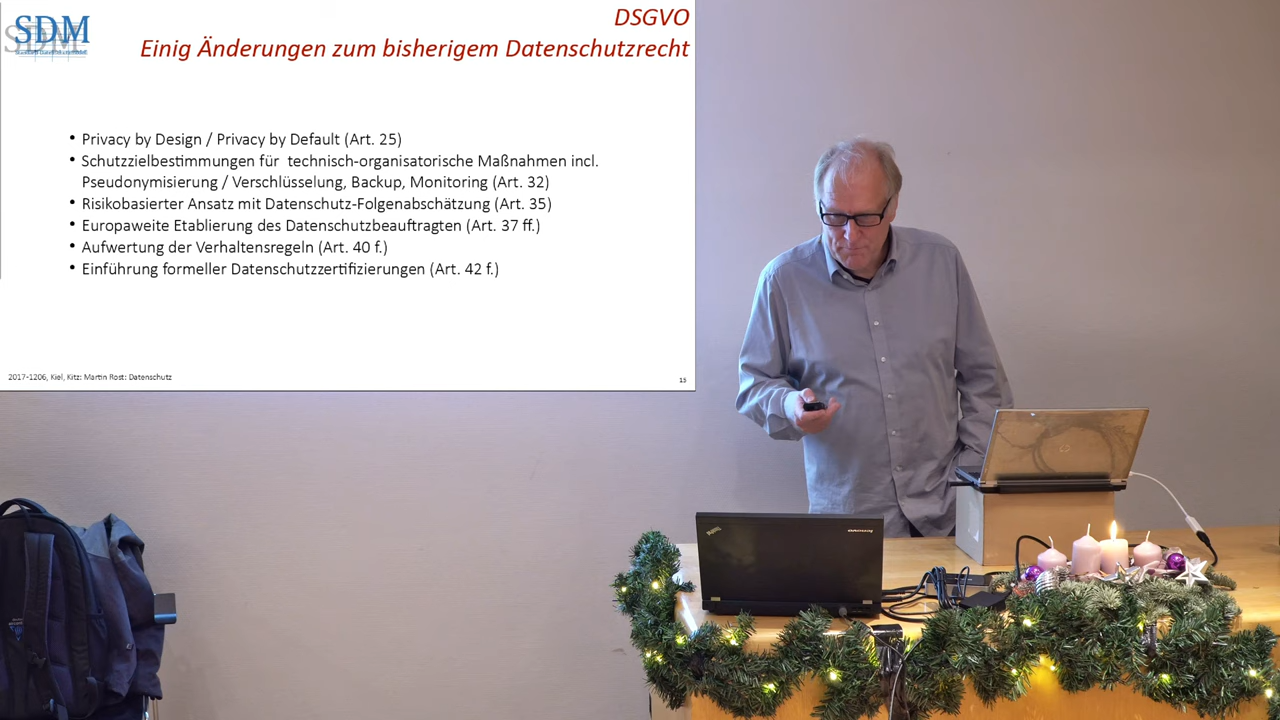 SDM
DSGVO
Einig Änderungen zum bisherigem Datenschutzrecht
• Privacy by Design / Privacy by Default (Art. 25)
• Schutzzielbestimmungen für technisch-organisatorische Maßnahmen incl.
Pseudonymisierung / Verschlüsselung, Backup, Monitoring (Art. 32)
• Risikobasierter Ansatz mit Datenschutz-Folgenabschätzung (Art. 35)
• Europaweite Etablierung des Datenschutzbeauftragten (Art. 37 ff.)
• Aufwertung der Verhaltensregeln (Art. 40 f.)
• Einführung formeller Datenschutzzertifizierungen (Art. 42 f.)
2017-1206, Kiel, Kitz: Martin Rost: Datenschutz
15